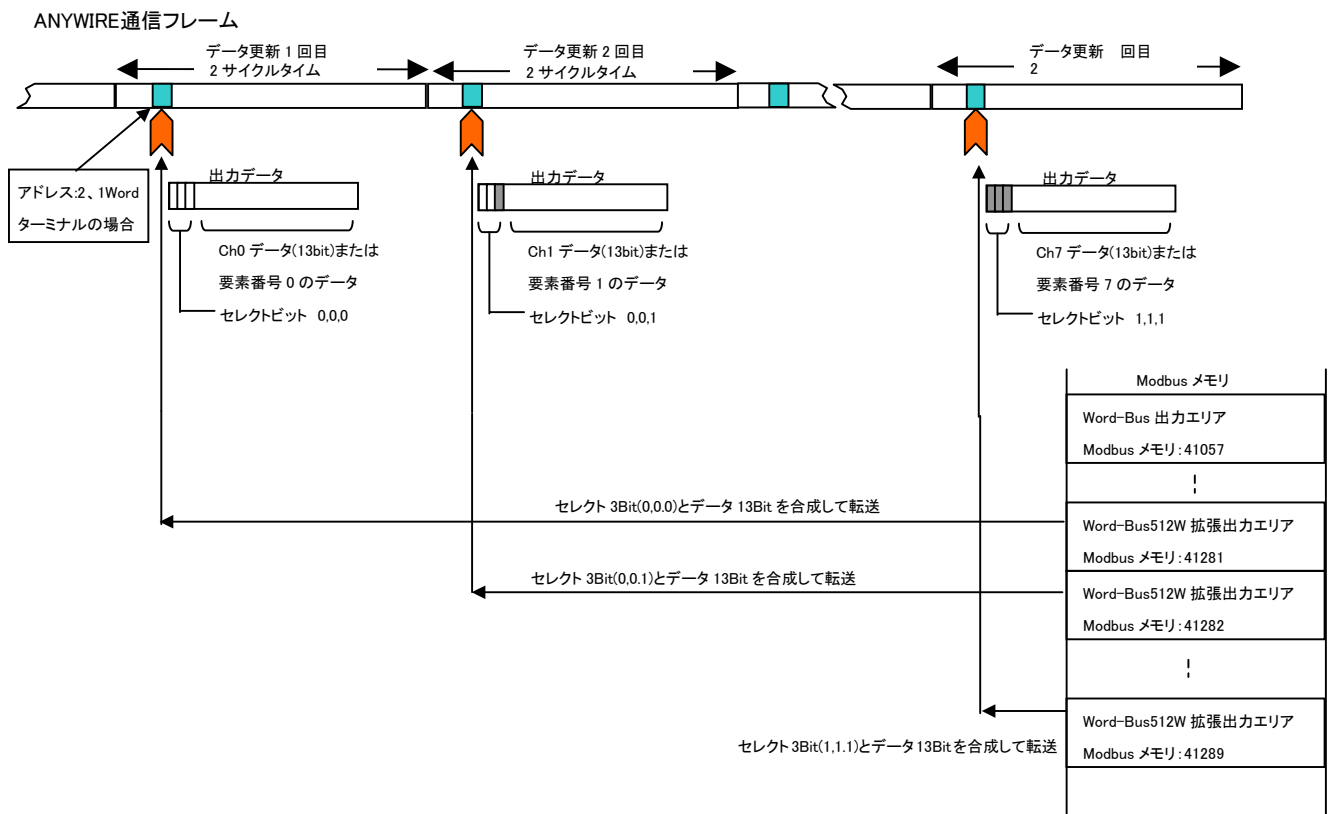 ANYWIRE通信フレーム
データ更新 1 回目
2 サイクルタイム
データ更新 2 回目
2 サイクルタイム
データ更新 回目
2
アドレス:2、1Word
ターミナルの場合
出力データ
Ch0 データ(13bit)または
要素番号 0 のデータ
セレクトビット 0,0,0
出力データ
Ch1 データ(13bit)または
要素番号 1 のデータ
セレクトビット 0,0,1
出力データ
Ch7 データ(13bit)または
要素番号 7 のデータ
セレクトビット 1,1,1
Modbus メモリ
Word-Bus 出力エリア
Modbus メモリ:41057
セレクト 3Bit(0,0.0)とデータ 13Bit を合成して転送
Word-Bus512W 拡張出力エリア
Modbus メモリ:41281
セレクト 3Bit(0,0.1)とデータ 13Bit を合成して転送
Word-Bus512W 拡張出力エリア
Modbus メモリ:41282
Word-Bus512W 拡張出力エリア
セレクト 3Bit(1,1.1)とデータ 13Bit を合成して転送
Modbus メモリ:41289